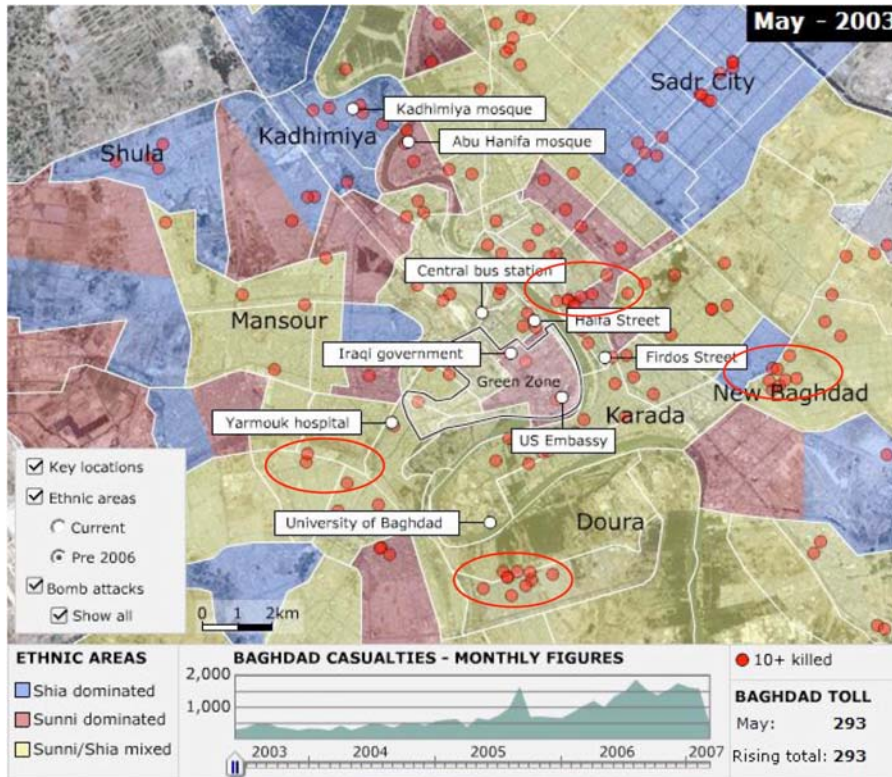 May - 2003
Sadr City
Kadhimiya mosque
Kadhimiya
Abu Hanifa mosque
Shula
Central bus station
Mansour
Haifa Street
Iraqi government
Firdos Street
Green Zone
New Baghdad
Karada
Yarmouk hospital
US Embassy
Key locations
Ethnic areas
Current
University of Baghdad
Doura
Pre 2006
Bomb attacks
Show all
0 1 2km
ETHNIC AREAS
Shia dominated
Sunni dominated
Sunni/Shia mixed
BAGHDAD CASUALTIES - MONTHLY FIGURES
2,000
1,000
2003 2004 2005 2006 2007
10+ killed
BAGHDAD TOLL
May: 293
Rising total: 293